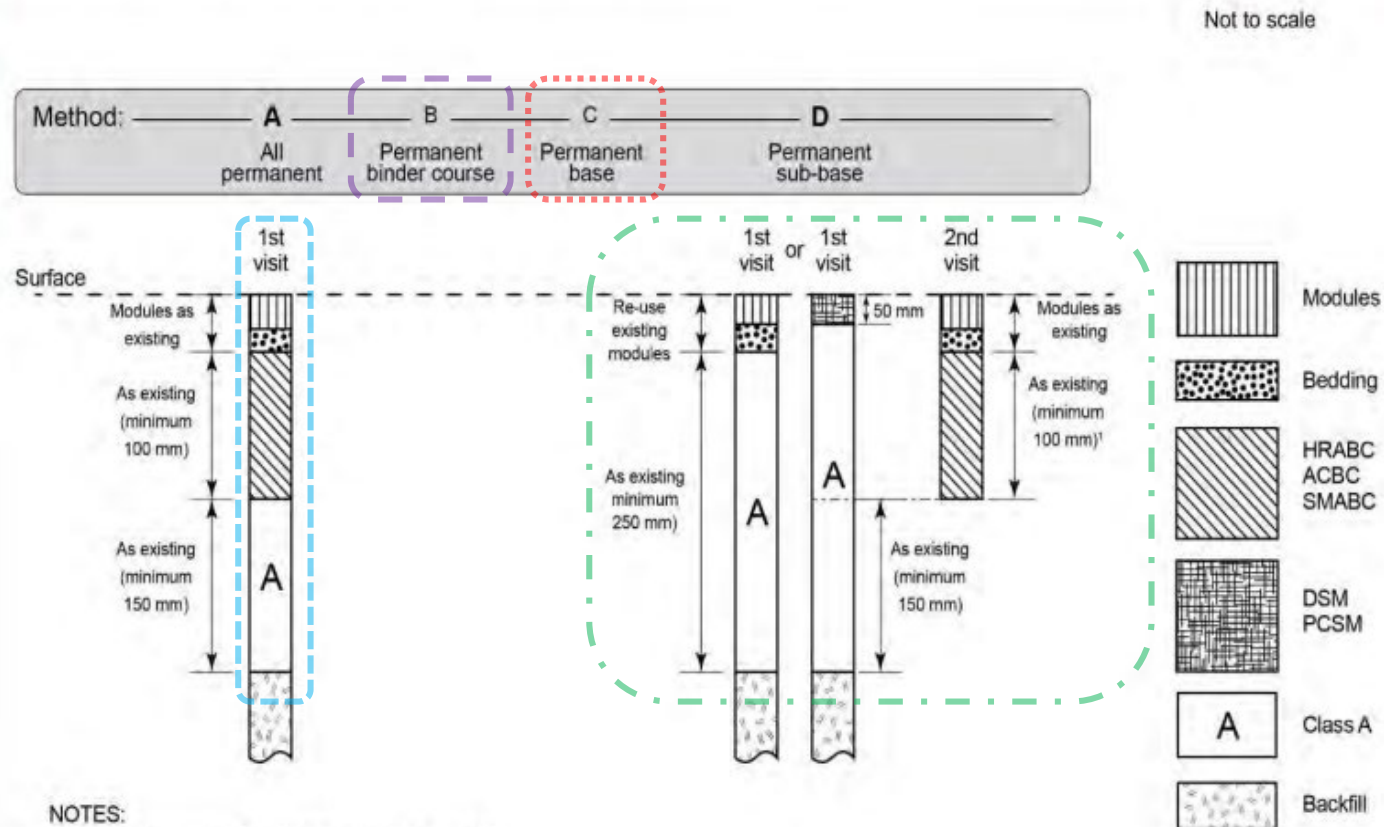 Not to scale
Method: A B C D
All permanent
Permanent binder course
Permanent base
Permanent sub-base
1st visit
1st visit or 1st visit
2nd visit
Surface
Modules as existing
As existing (minimum 100 mm)
As existing (minimum 150 mm)
A
Re-use existing modules
As existing minimum 250 mm)
A
50 mm
A
As existing (minimum 150 mm)
Modules as existing
As existing (minimum 100 mm)¹
Modules
Bedding
HRABC
ACBC
SMABC
DSM
PCSM
A
Class A
Backfill
NOTES: